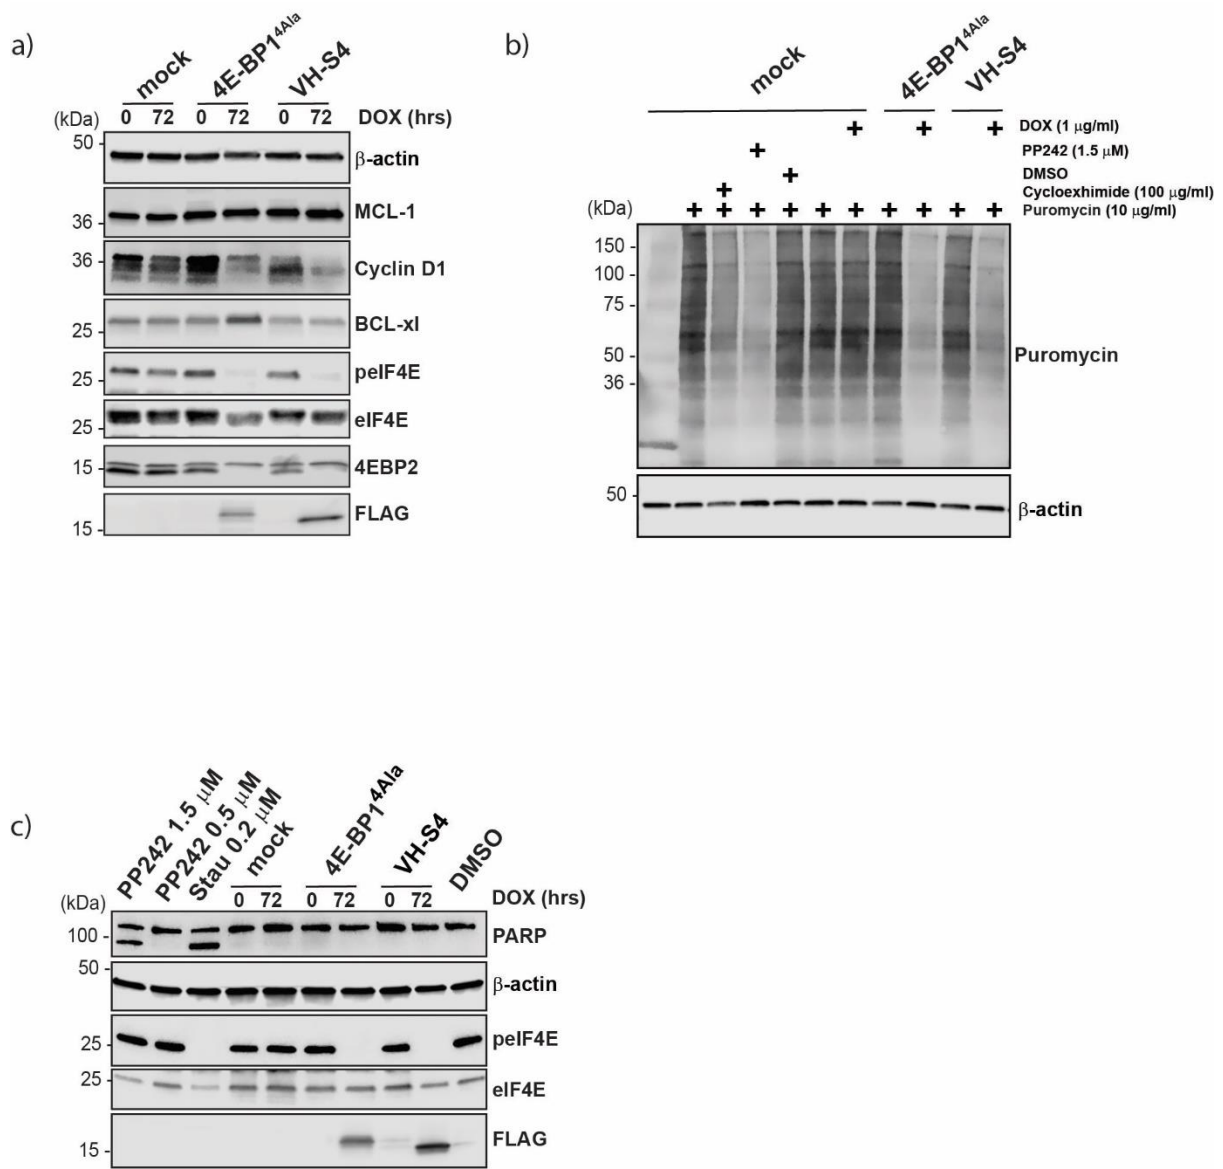 a)
mock 4E-BP1 4Ala VH-S4
0 72 0 72 0 72 DOX (hrs)
(kDa)
50
β-actin
MCL-1
36
36
Cyclin D1
BCL-xl
25
peIF4E
25
eIF4E
25
15
4EBP2
FLAG
15
b)
mock 4E-BP1 4Ala VH-S4
+ + + DOX (1 μg/ml)
+ PP242 (1.5 μM)
+ DMSO
+ Cycloexhimide (100 μg/ml)
(kDa) + + + + + + + + + + Puromycin (10 μg/ml)
150
100
75
50
36
Puromycin
50
β-actin
c)
PP242 1.5 μM PP242 0.5 μM Stau 0.2 μM mock 4E-BP1 4Ala VH-S4 DMSO
0 72 0 72 0 72 DOX (hrs)
(kDa)
100
PARP
50
β-actin
25
peIF4E
25
eIF4E
FLAG
15